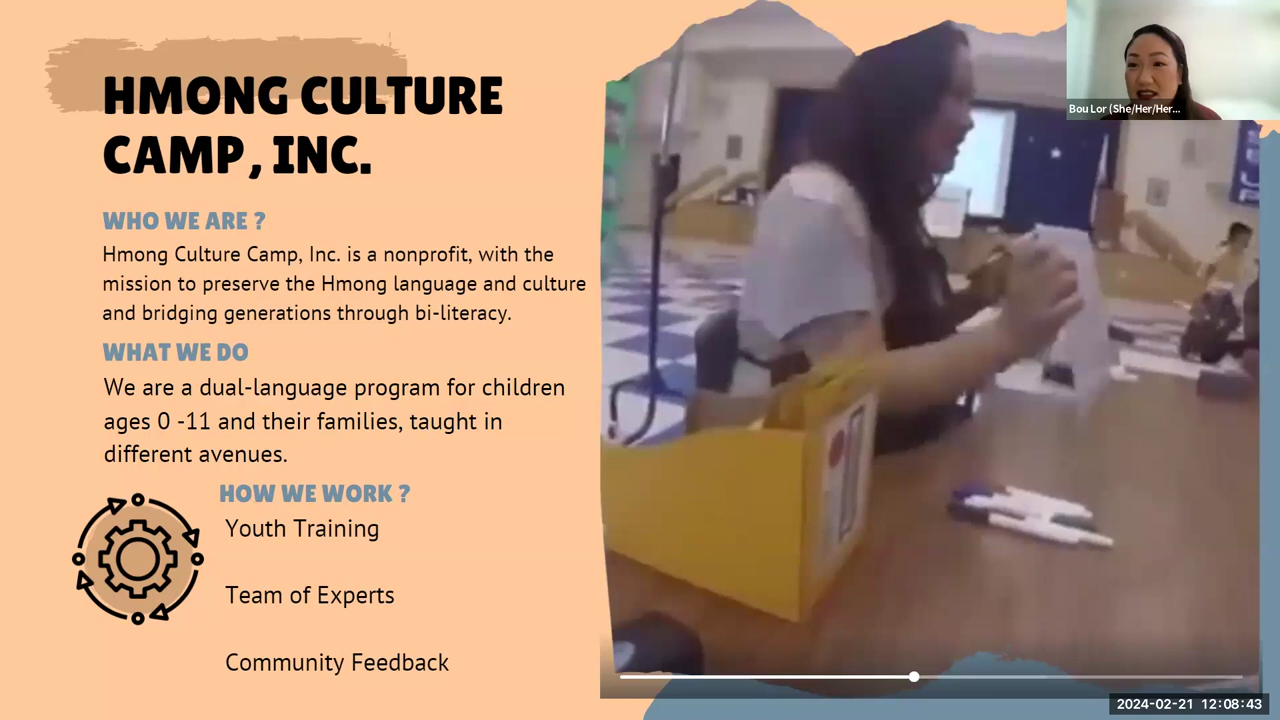 HMONG CULTURE
CAMP, INC.
WHO WE ARE ?
Hmong Culture Camp, Inc. is a nonprofit, with the
mission to preserve the Hmong language and culture
and bridging generations through bi-literacy.
WHAT WE DO
We are a dual-language program for children
ages 0 -11 and their families, taught in
different avenues.
HOW WE WORK ?
Youth Training
Team of Experts
Community Feedback
Bou Lor (She/Her/Her...
2024-02-21 12:08:43